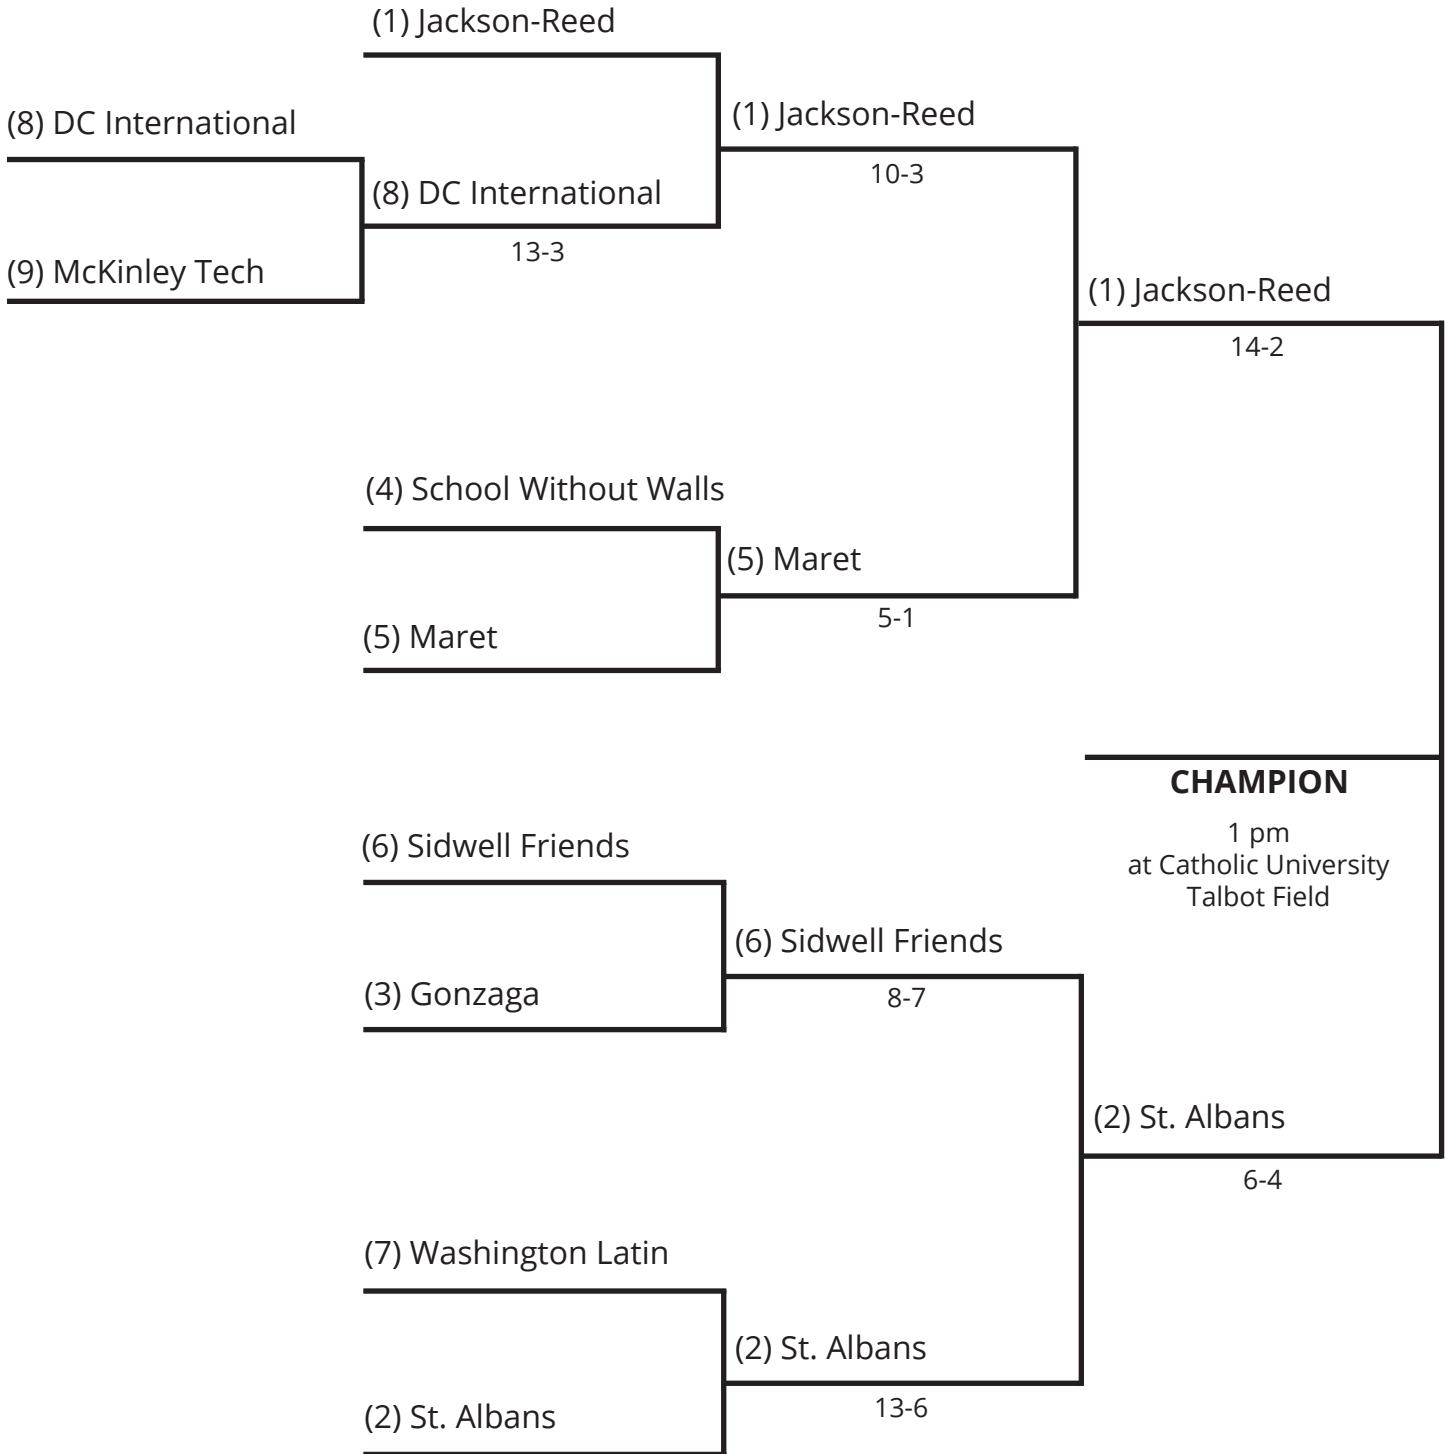 (1) Jackson-Reed
(8) DC International
(1) Jackson-Reed
10-3
(8) DC International
13-3
(9) McKinley Tech
(1) Jackson-Reed
14-2
(4) School Without Walls
(5) Maret
5-1
(5) Maret
CHAMPION
1 pm
at Catholic University
Talbot Field
(6) Sidwell Friends
(6) Sidwell Friends
8-7
(3) Gonzaga
(2) St. Albans
6-4
(7) Washington Latin
(2) St. Albans
13-6
(2) St. Albans